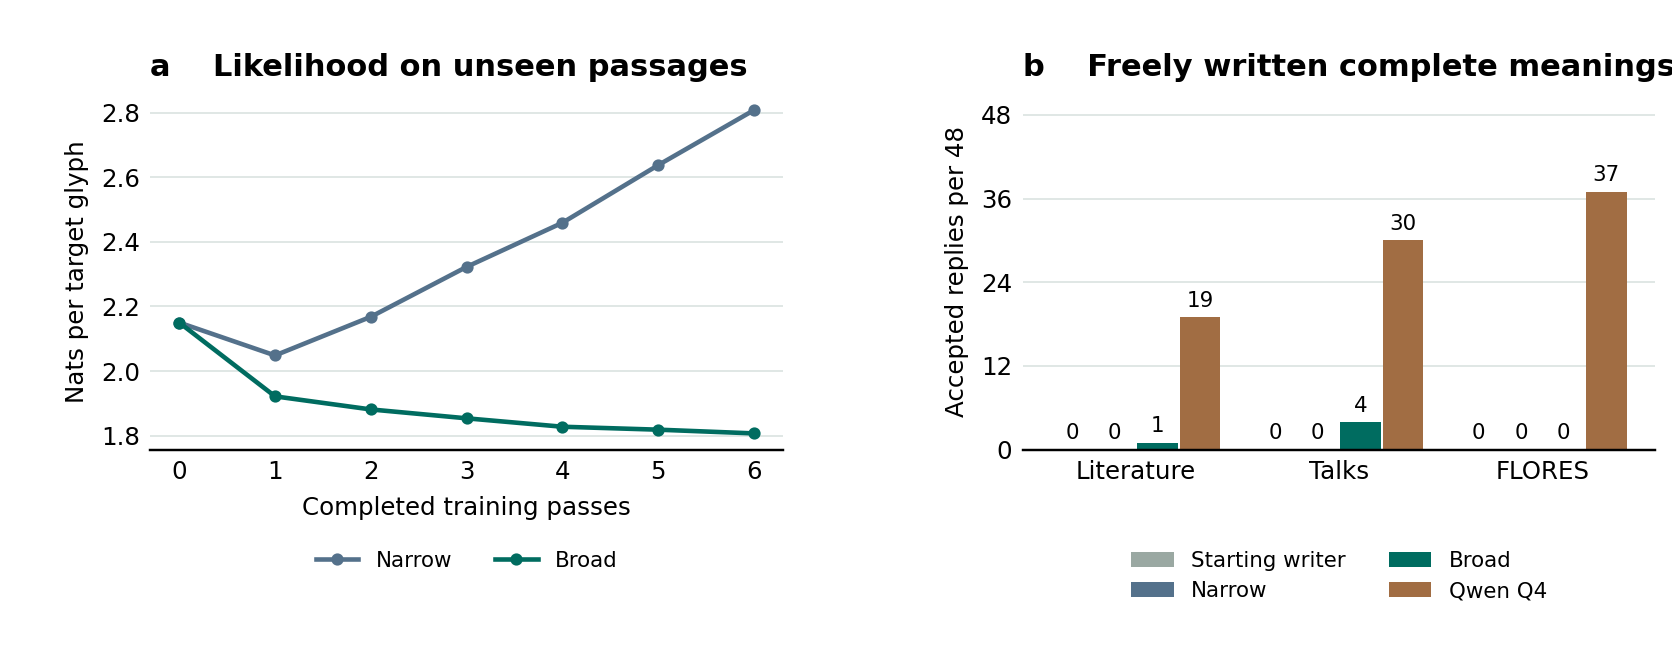 a Likelihood on unseen passages
Nats per target glyph
2.8
2.6
2.4
2.2
2.0
1.8
0 1 2 3 4 5 6
Completed training passes
Narrow Broad
b Freely written complete meanings
Accepted replies per 48
48
36
24
12
0
0 0 1 19 0 0 4 30 0 0 0 37
Literature Talks FLORES
Starting writer Broad
Narrow Qwen Q4